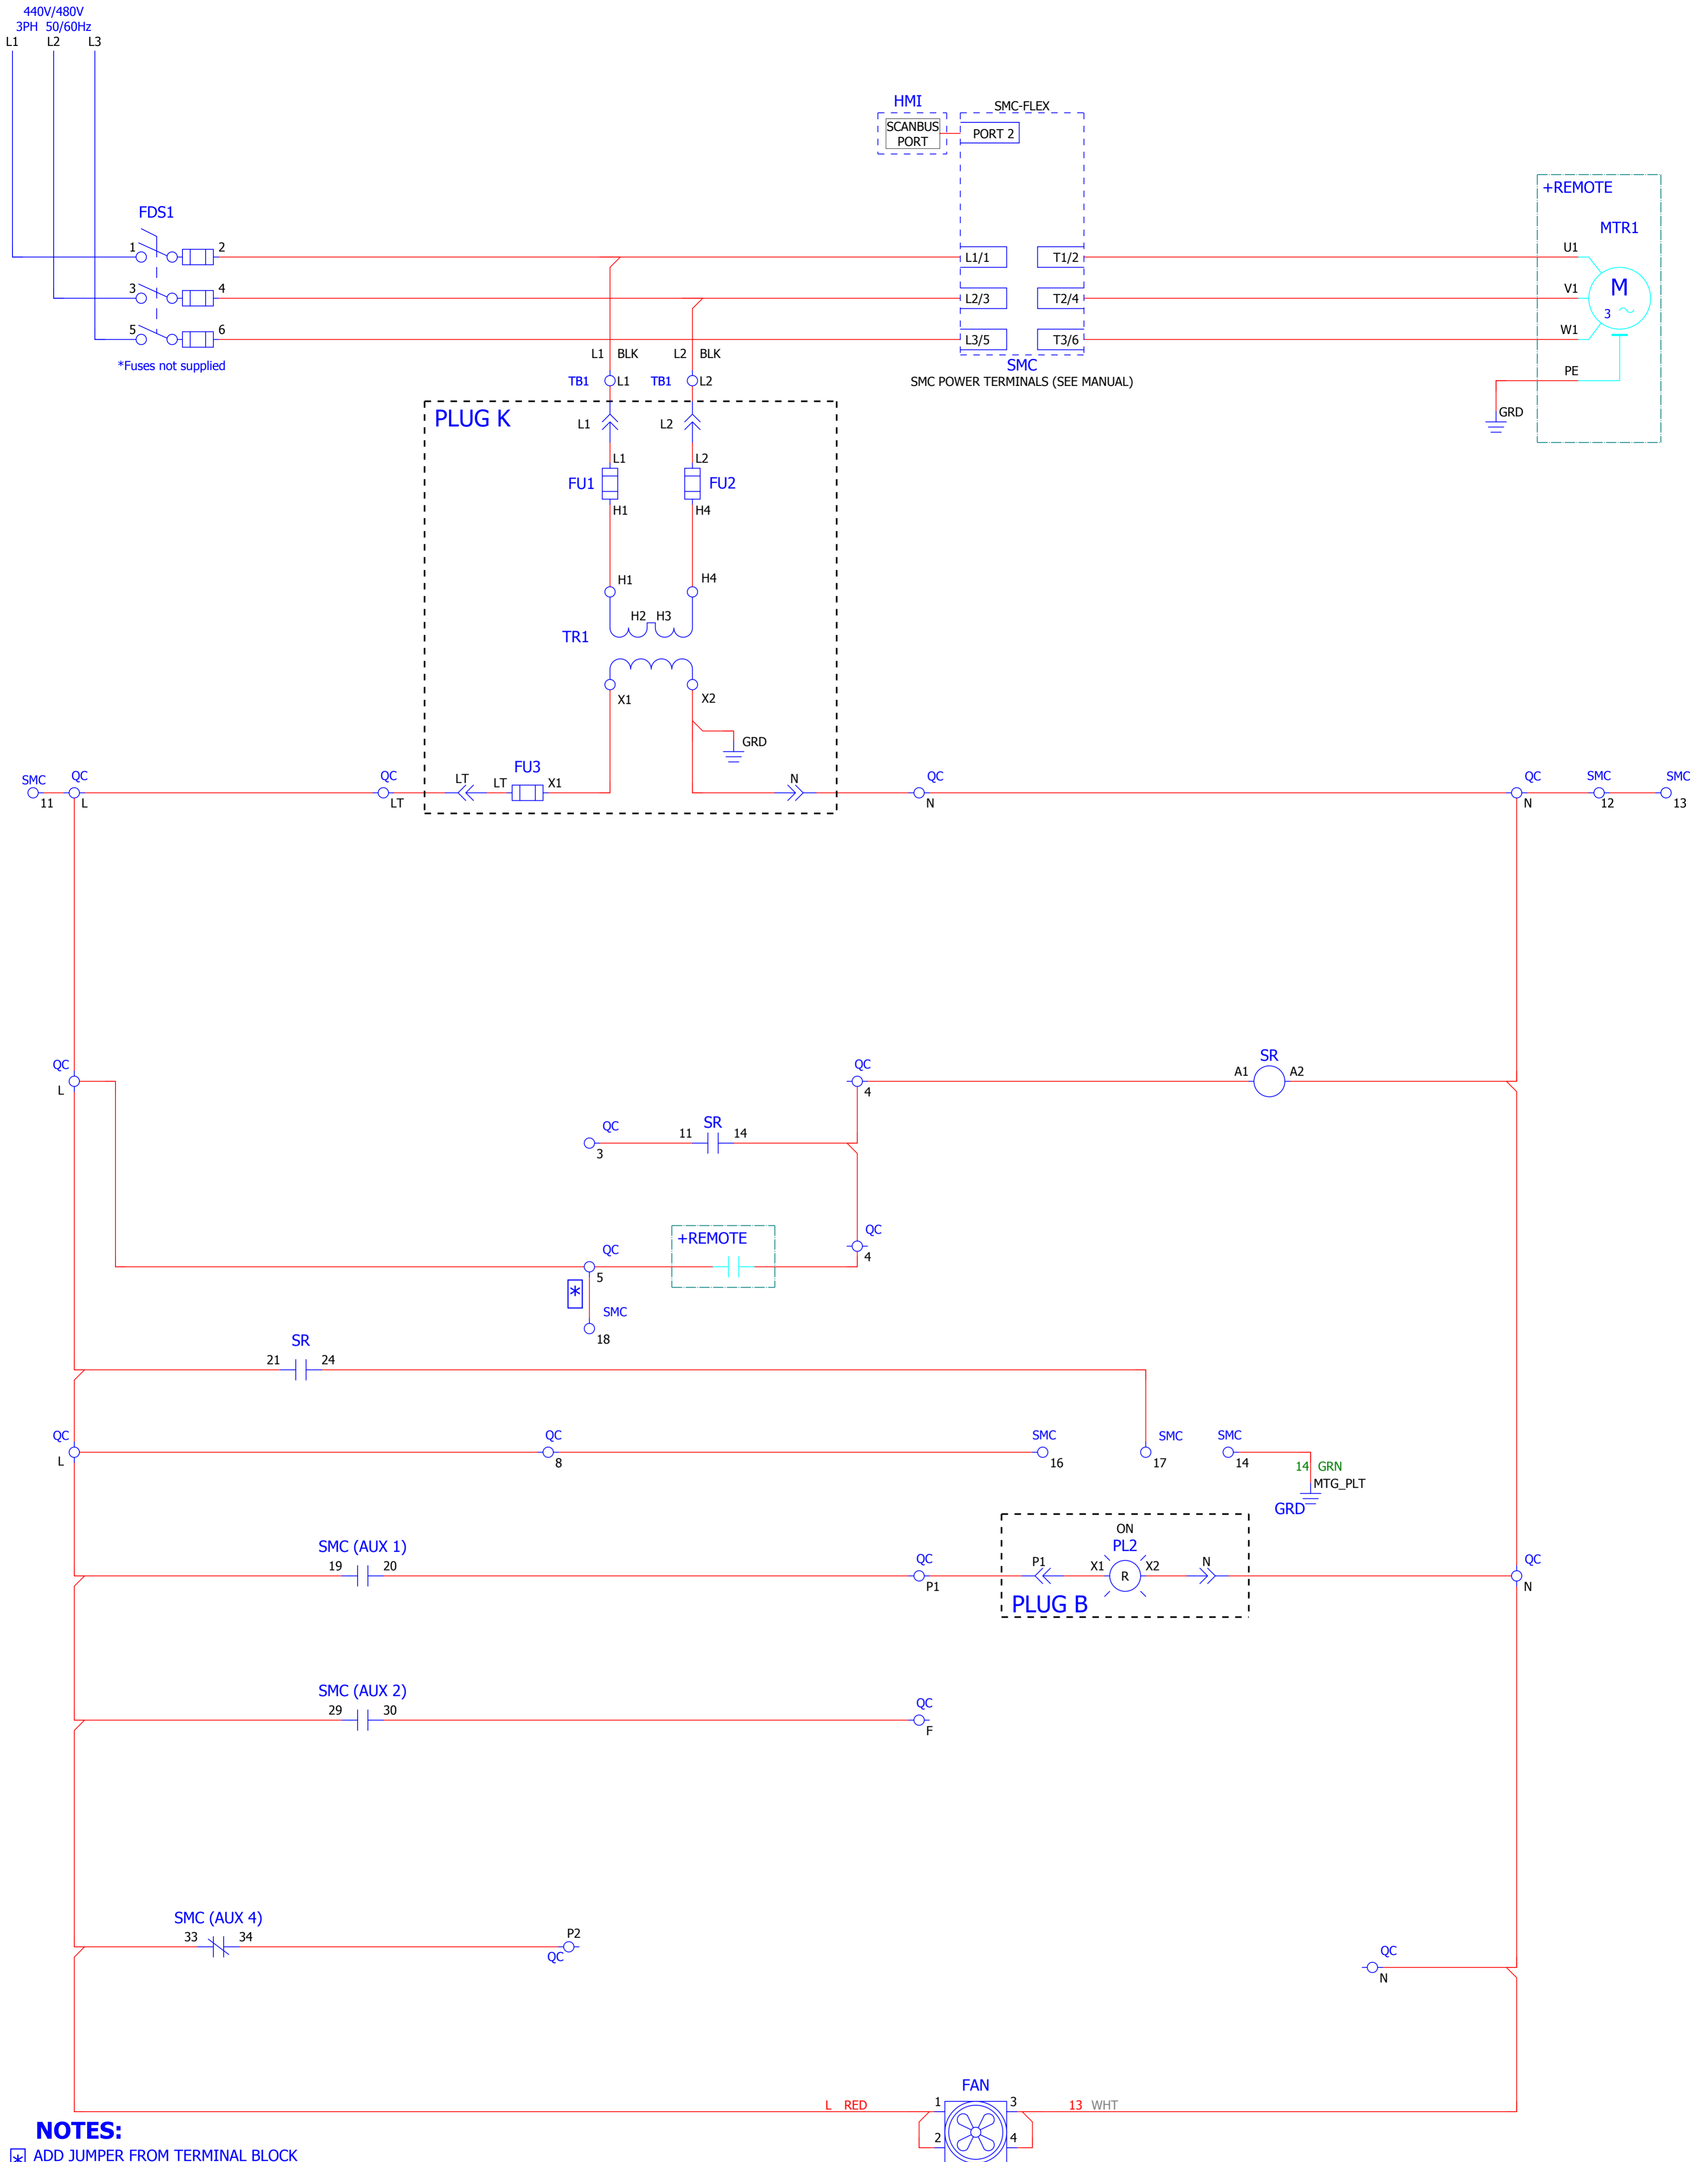 440V/480V
3PH 50/60Hz
L1 L2 L3
HMI
SMC-FLEX
SCANBUS
PORT
PORT 2
+REMOTE
FDS1
MTR1
1 2
L1/1 T1/2
U1
3 4
L2/3 T2/4
V1
M
3
5 6
L3/5 T3/6
W1
*Fuses not supplied
L1 BLK L2 BLK
SMC
PE
TB1 L1 TB1 L2
SMC POWER TERMINALS (SEE MANUAL)
PLUG K
GRD
L1 L2
L1 L2
FU1 FU2
H1 H4
H1 H4
H2 H3
TR1
X1 X2
GRD
SMC QC QC LT LT FU3 X1 N QC QC SMC SMC
11 L LT N N 12 13
QC QC SR
L 4 A1 A2
QC 11 SR 14
3
QC
+REMOTE
4
QC
5
*
SMC
18
SR
21 24
QC QC SMC SMC SMC
L 8 16 17 14
14 GRN
MTG_PLT
GRD
ON
SMC (AUX 1)
PL2
19 20 QC P1 X1 R X2 N QC
P1 N
PLUG B
SMC (AUX 2)
29 30 QC
F
SMC (AUX 4)
33 34 P2
QC
QC
N
FAN
L RED 1 3 13 WHT
2 4
NOTES:
* ADD JUMPER FROM TERMINAL BLOCK